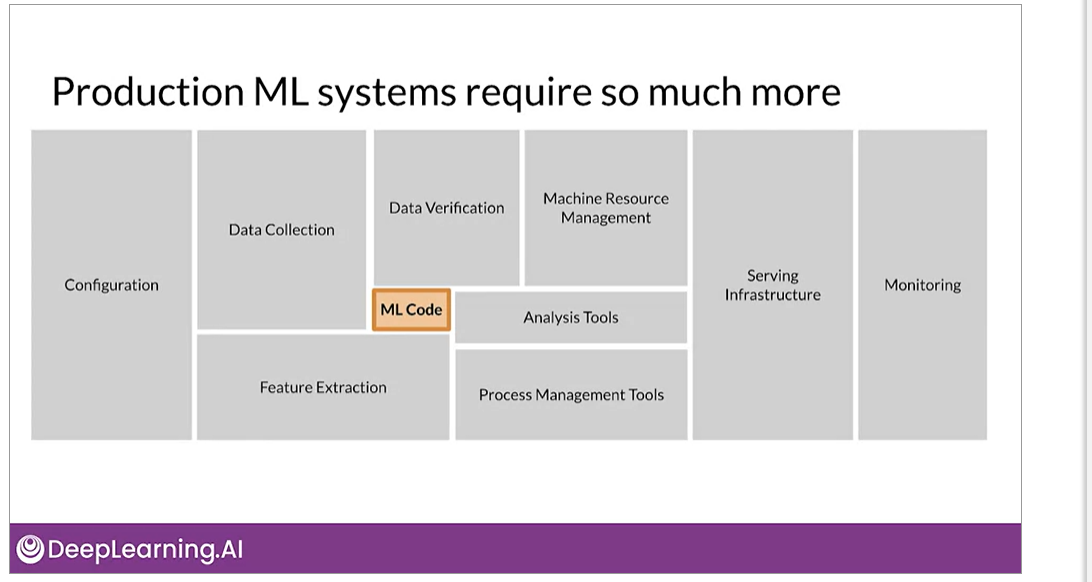 Production ML systems require so much more
Configuration
Data Collection
Data Verification
Machine Resource
Management
ML Code
Analysis Tools
Feature Extraction
Process Management Tools
Serving
Infrastructure
Monitoring
DeepLearning.AI